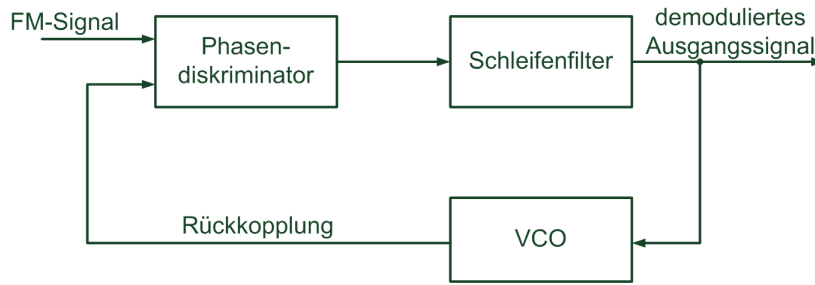 FM-Signal
Phasen-
diskriminator
Schleifenfilter
demoduliertes
Ausgangssignal
Rückkopplung
VCO